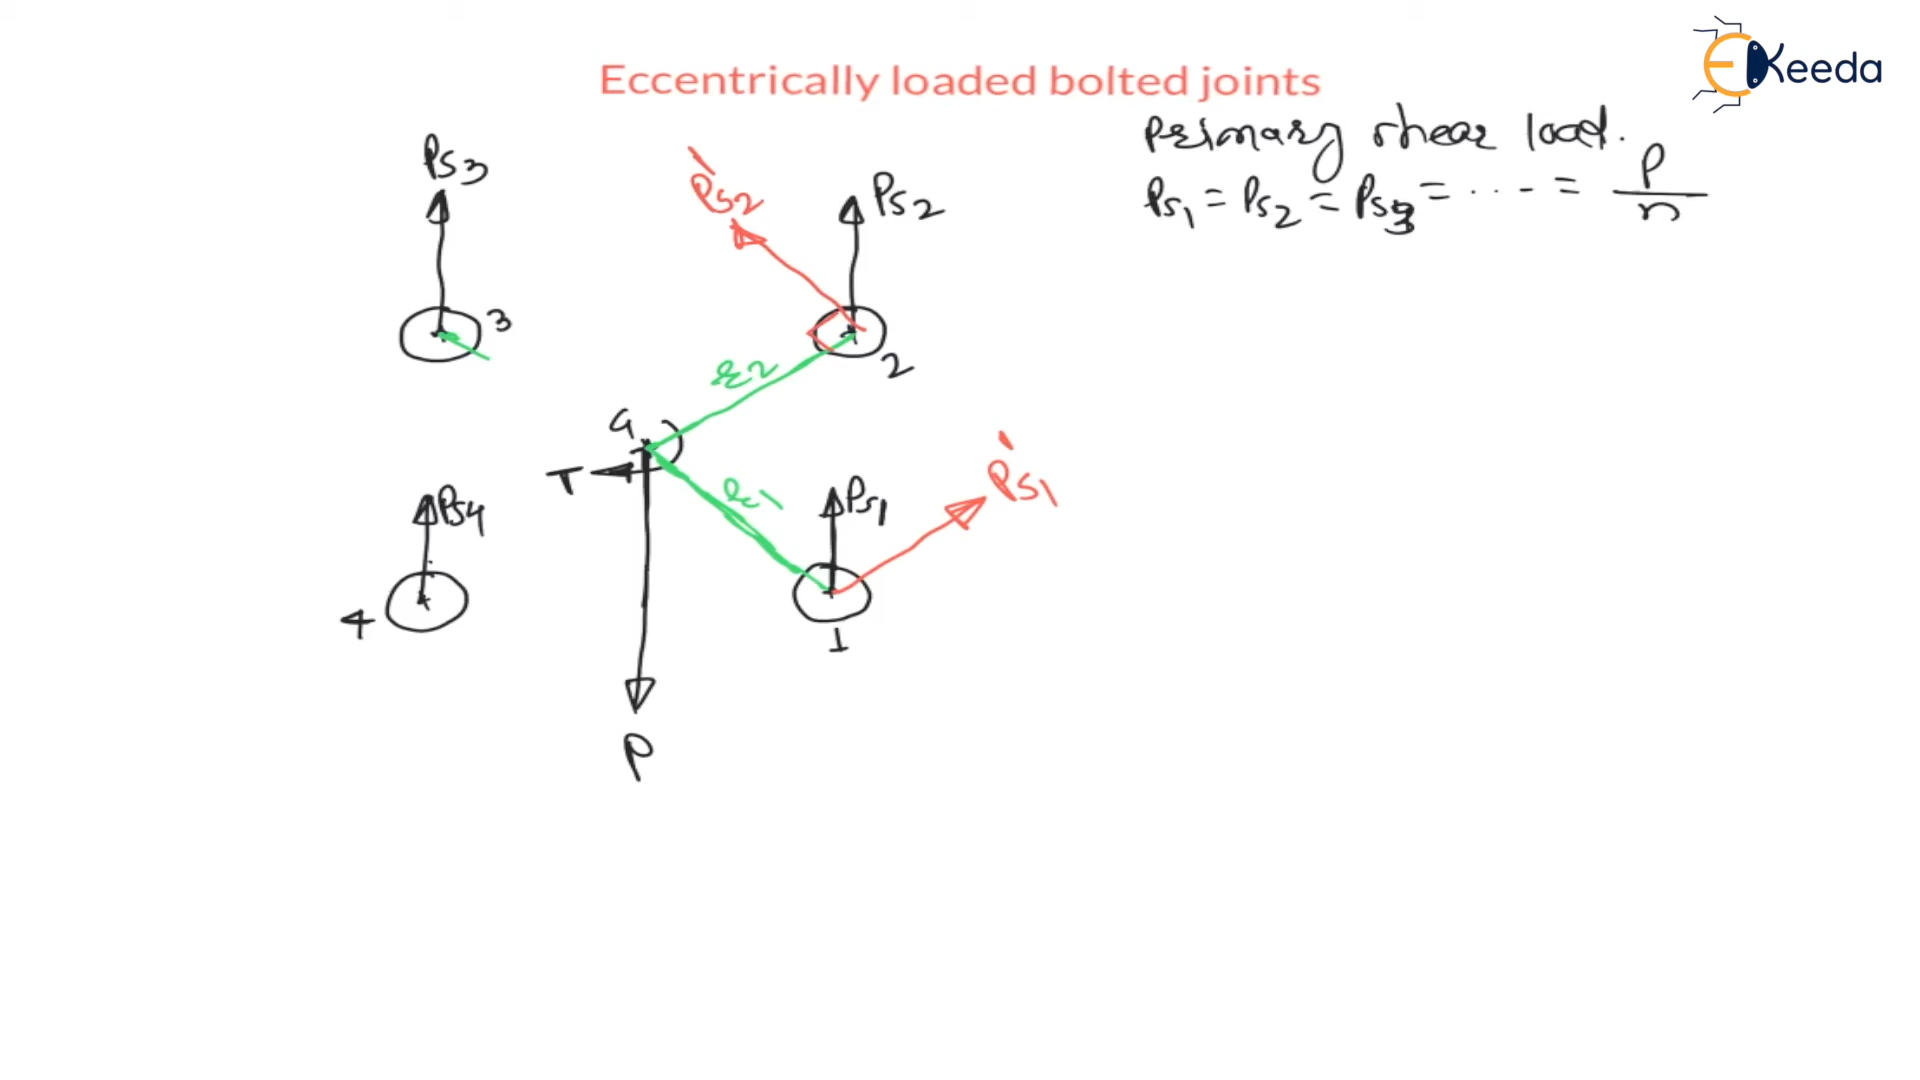 EKeeda
Eccentrically loaded bolted joints
Primary shear load.
Ps1 = Ps2 = Ps3 = ... = P/n
Ps3
P's2
Ps2
3
2
r2
G
T
r1
Ps1
P's1
Ps4
4
1
P